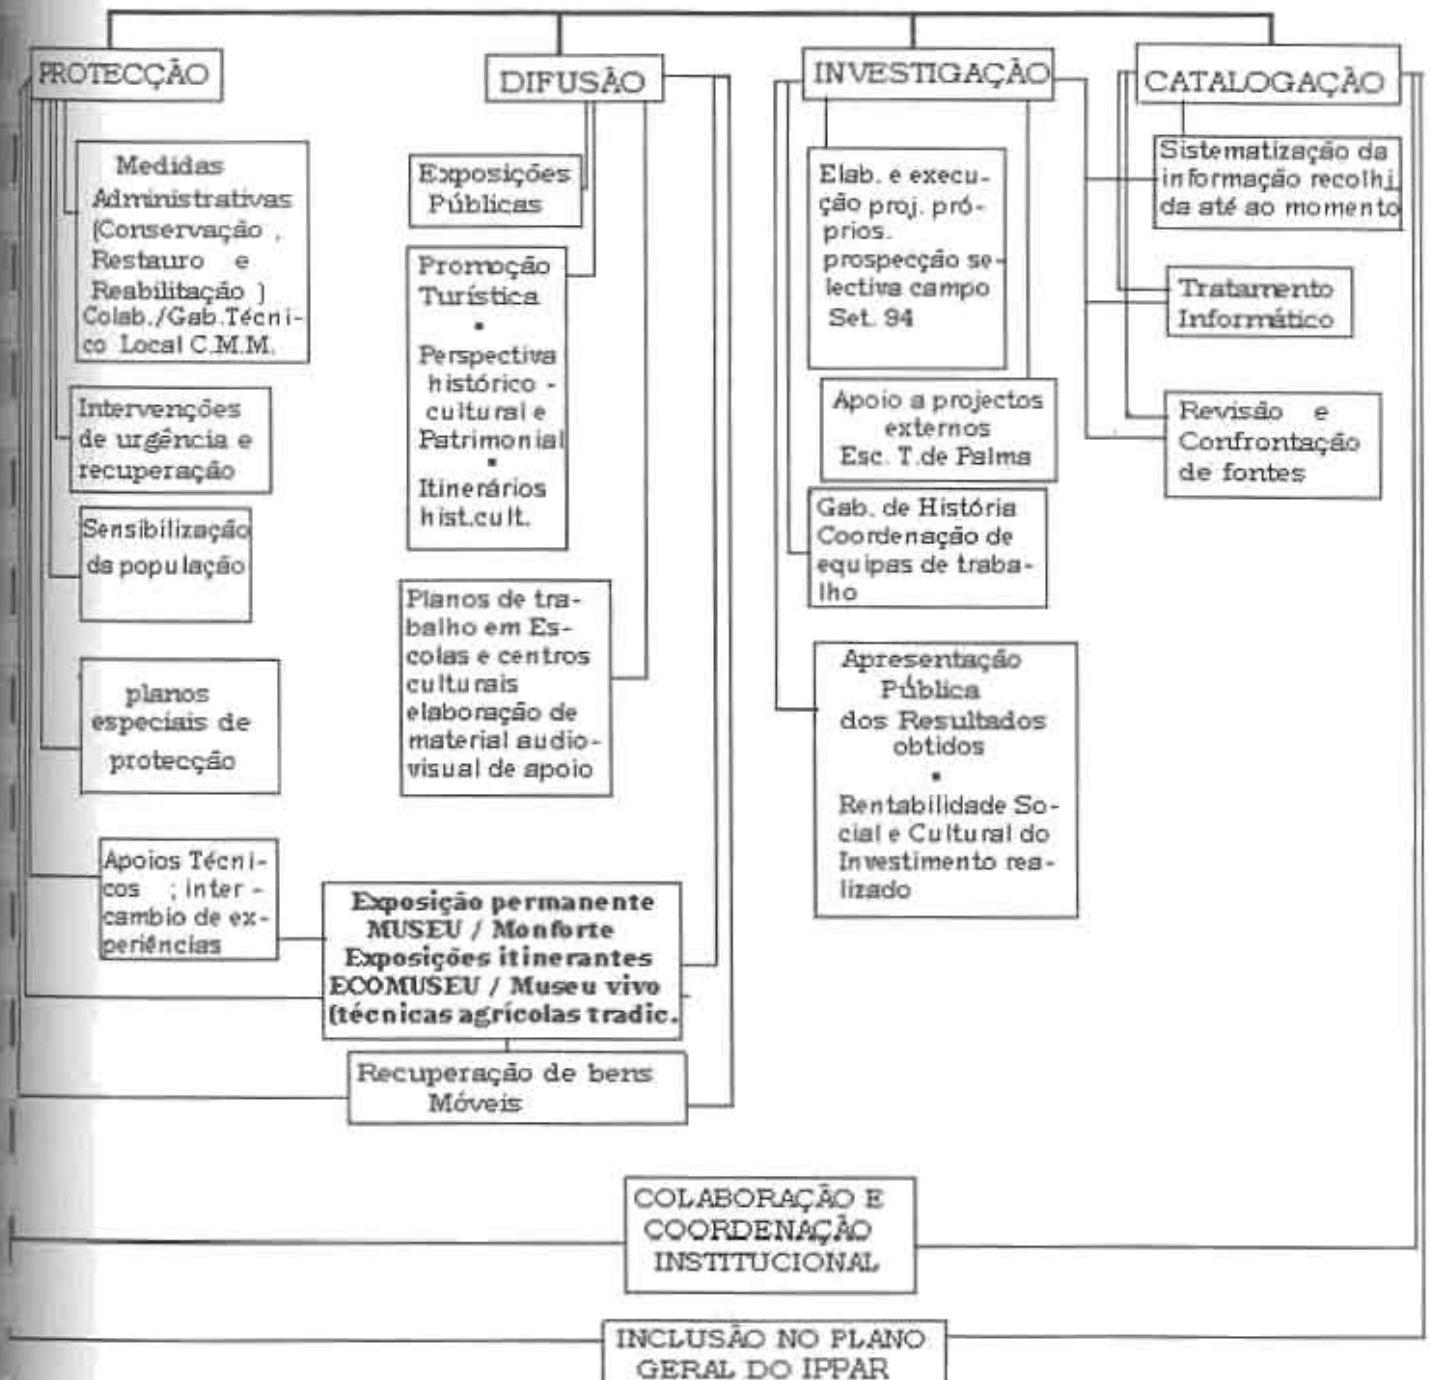 PROTECÇÃO
Medidas
Administrativas
(Conservação ,
Restauro e
Reabilitação )
Colab./Gab.Técni-
co Local C.M.M.
Intervenções
de urgência e
recuperação
Sensibilização
da população
planos
especiais de
protecção
Apoios Técni-
cos ; inter -
cambio de ex-
periências
DIFUSÃO
Exposições
Públicas
Promoção
Turística
▪
Perspectiva
histórico -
cultural e
Patrimonial
▪
Itinerários
hist.cult.
Planos de tra-
balho em Es-
colas e centros
culturais
elaboração de
material audio-
visual de apoio
Exposição permanente
MUSEU / Monforte
Exposições itinerantes
ECOMUSEU / Museu vivo
(técnicas agrícolas tradic.
Recuperação de bens
Móveis
INVESTIGAÇÃO
Elab. e execu-
ção proj. pró-
prios.
prospecção se-
lectiva campo
Set. 94
Apoio a projectos
externos
Esc. T.de Palma
Gab. de História
Coordenação de
equipas de traba-
lho
Apresentação
Pública
dos Resultados
obtidos
▪
Rentabilidade So-
cial e Cultural do
Investimento rea-
lizado
CATALOGAÇÃO
Sistematização da
informação recolhi_
da até ao momento
Tratamento
Informático
Revisão e
Confrontação
de fontes
COLABORAÇÃO E
COORDENAÇÃO
INSTITUCIONAL
INCLUSÃO NO PLANO
GERAL DO IPPAR